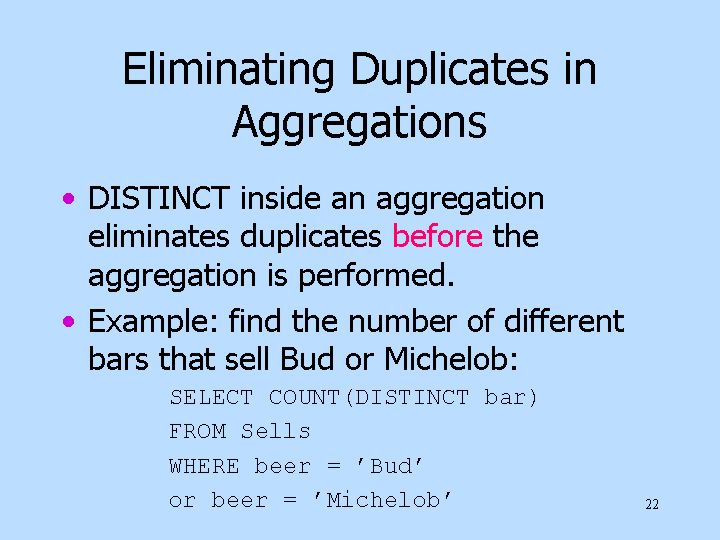 Eliminating Duplicates in
Aggregations
• DISTINCT inside an aggregation
eliminates duplicates before the
aggregation is performed.
• Example: find the number of different
bars that sell Bud or Michelob:
SELECT COUNT(DISTINCT bar)
FROM Sells
WHERE beer = ’Bud’
or beer = ’Michelob’
22